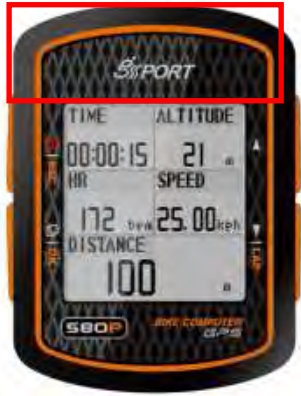 SPORT
TIME ALTITUDE
00:00:15 21 m
HR SPEED
172 bpm 25.00 kph
DISTANCE
100 m
LAP
580P BIKE COMPUTER
GPS